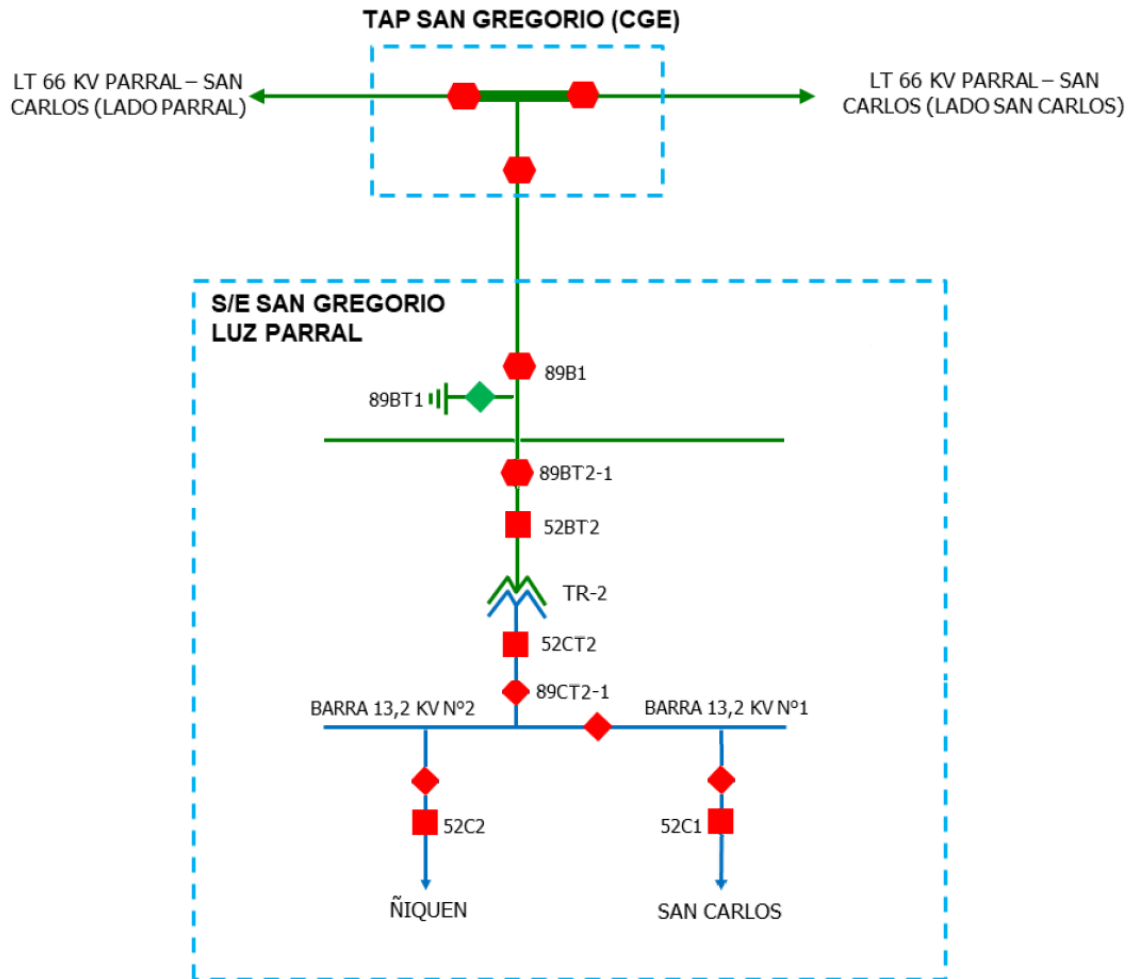 TAP SAN GREGORIO (CGE)
LT 66 KV PARRAL – SAN
CARLOS (LADO PARRAL)
LT 66 KV PARRAL – SAN
CARLOS (LADO SAN CARLOS)
S/E SAN GREGORIO
LUZ PARRAL
89B1
89BT1
89BT2-1
52BT2
TR-2
52CT2
89CT2-1
BARRA 13,2 KV Nº2
BARRA 13,2 KV Nº1
52C2
52C1
ÑIQUEN
SAN CARLOS